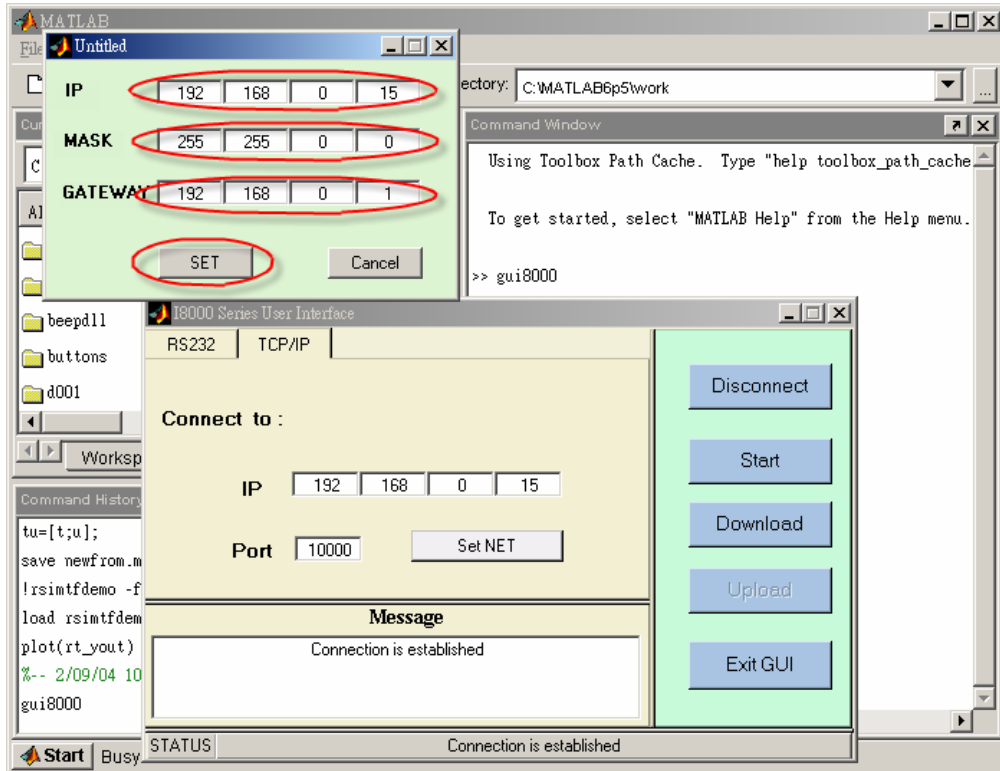 MATLAB
File
Untitled
IP 192 168 0 15
MASK 255 255 0 0
GATEWAY 192 168 0 1
SET Cancel
ectory: C:\MATLAB6p5\work ...
Command Window
Using Toolbox Path Cache. Type "help toolbox_path_cache
To get started, select "MATLAB Help" from the Help menu.
>> gui8000
beepdll
buttons
d001
Worksp
Command History
tu=[t;u];
save newfrom.m
!rsimtfdemo -f
load rsimtfdem
plot(rt_yout)
%-- 2/09/04 10
gui8000
I8000 Series User Interface
RS232 TCP/IP
Connect to :
IP 192 168 0 15
Port 10000 Set NET
Message
Connection is established
Disconnect
Start
Download
Upload
Exit GUI
STATUS Connection is established
Start Busy